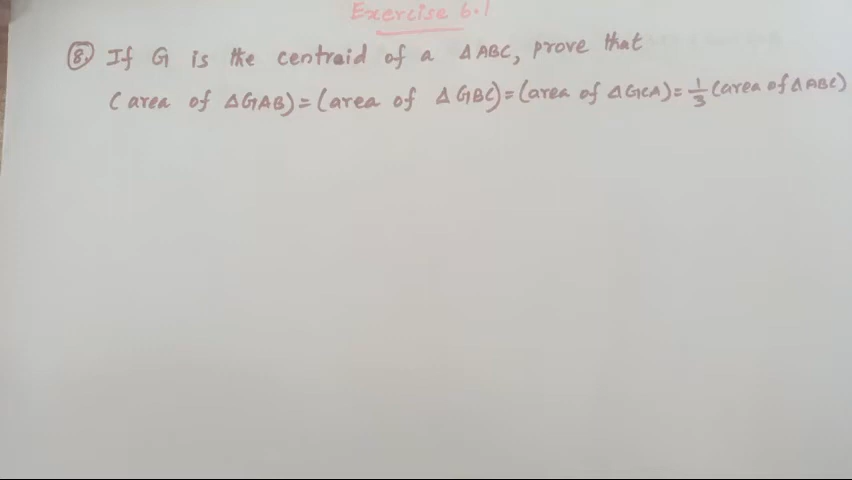 Exercise 6.1
8. If G is the centroid of a ΔABC, prove that
(area of ΔGAB) = (area of ΔGBC) = (area of ΔGCA) = 1/3 (area of ΔABC)